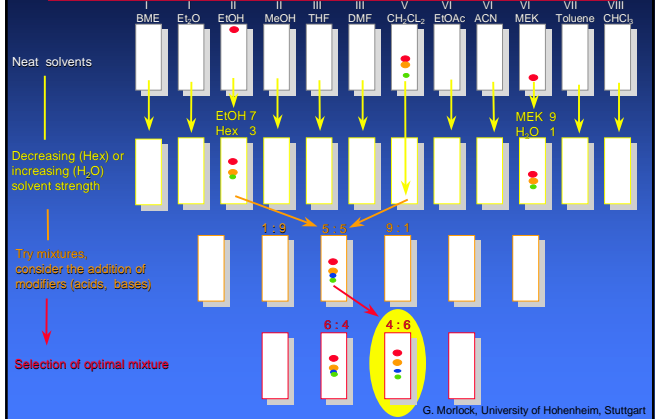 I I II II III III V VI VI VI VII VIII
BME Et₂O EtOH MeOH THF DMF CH₂CL₂ EtOAc ACN MEK Toluene CHCl₃
Neat solvents
EtOH 7
Hex 3
MEK 9
H₂O 1
Decreasing (Hex) or
increasing (H₂O)
solvent strength
1 : 9 5 : 5 9 : 1
Try mixtures,
consider the addition of
modifiers (acids, bases)
6 : 4 4 : 6
Selection of optimal mixture
G. Morlock, University of Hohenheim, Stuttgart